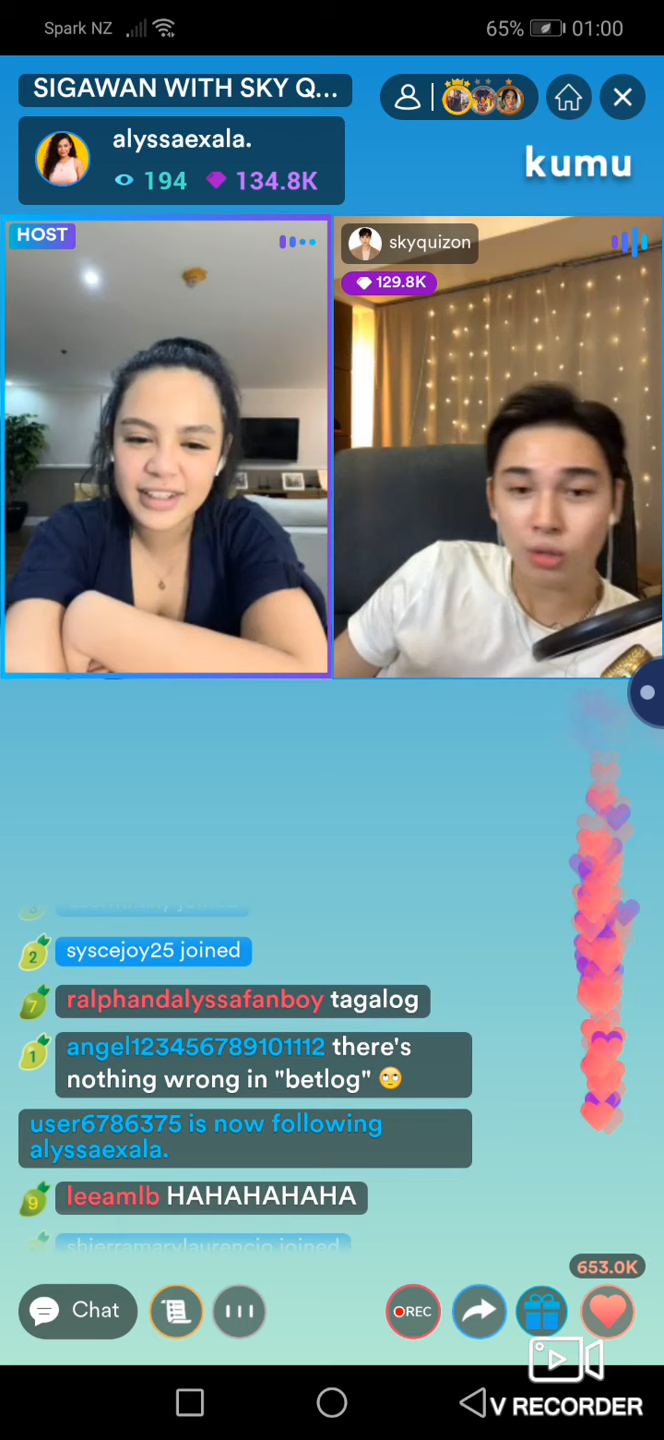 Spark NZ
65% 01:00
SIGAWAN WITH SKY Q...
alyssaexala.
194 134.8K
kumu
HOST
skyquizon
129.8K
2 syscejoy25 joined
7 ralphandalyssafanboy tagalog
1 angel123456789101112 there's
nothing wrong in "betlog" 🙄
user6786375 is now following
alyssaexala.
9 leeamlb HAHAHAHAHA
shierramarylaurencio joined
653.0K
Chat
REC
V RECORDER